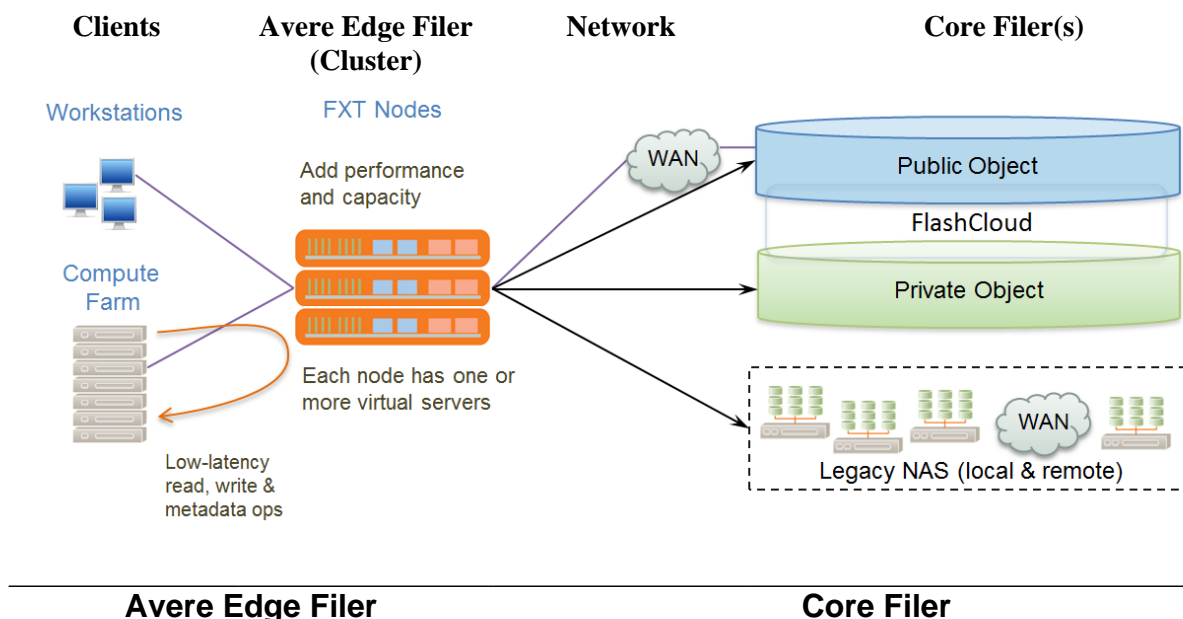 Clients
Avere Edge Filer
(Cluster)
Network
Core Filer(s)
Workstations
FXT Nodes
Add performance
and capacity
WAN
Public Object
FlashCloud
Private Object
Compute
Farm
Each node has one or
more virtual servers
Low-latency
read, write &
metadata ops
WAN
Legacy NAS (local & remote)
Avere Edge Filer
Core Filer